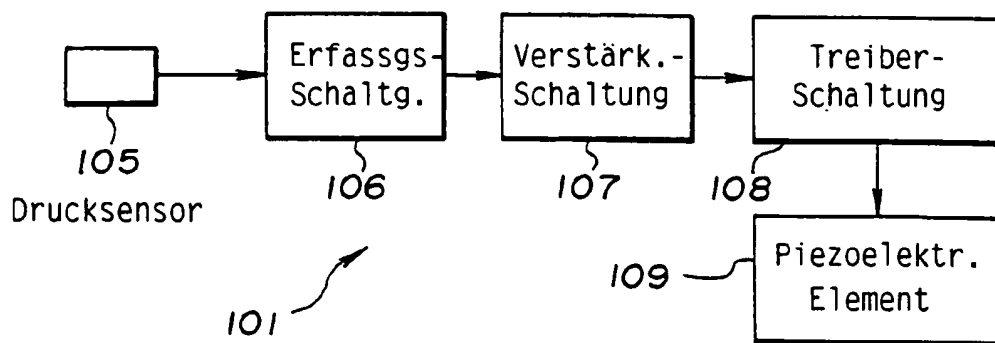 Erfassgs-
Schaltg.
Verstärk.-
Schaltung
Treiber-
Schaltung
105
Drucksensor
106
107
108
Piezoelektr.
Element
109
101